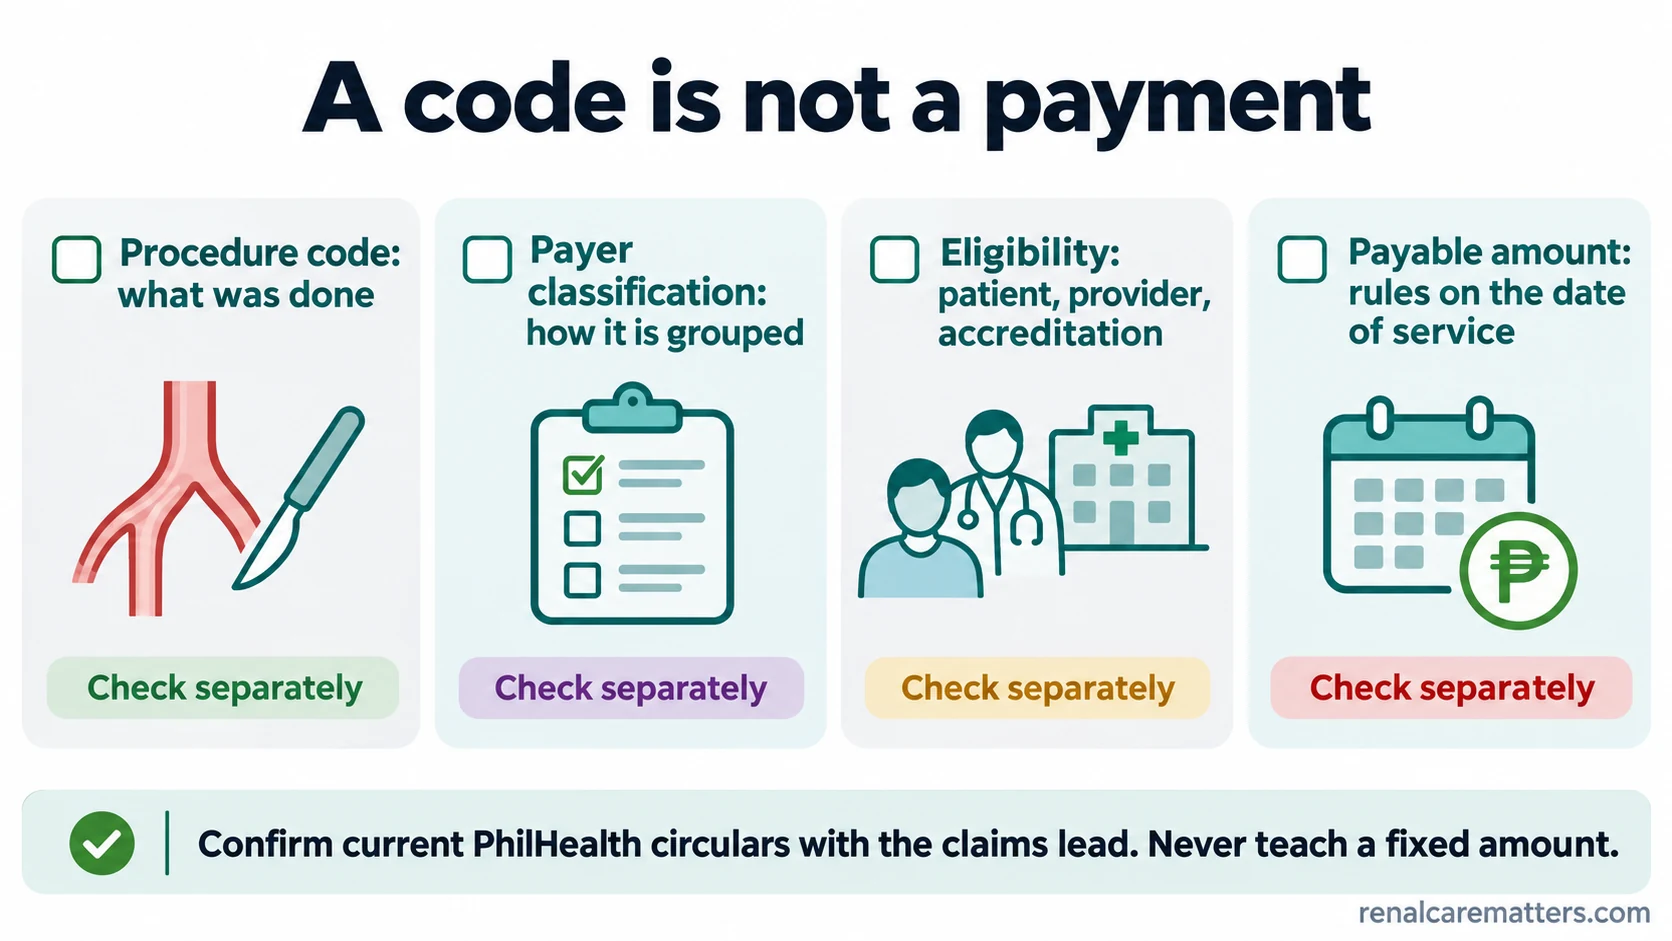 A code is not a payment
Procedure code:
what was done
Payer
classification:
how it is grouped
Eligibility:
patient, provider,
accreditation
Payable amount:
rules on the date
of service
₱
Check separately
Check separately
Check separately
Check separately
Confirm current PhilHealth circulars with the claims lead. Never teach a fixed amount.
renalcarematters.com